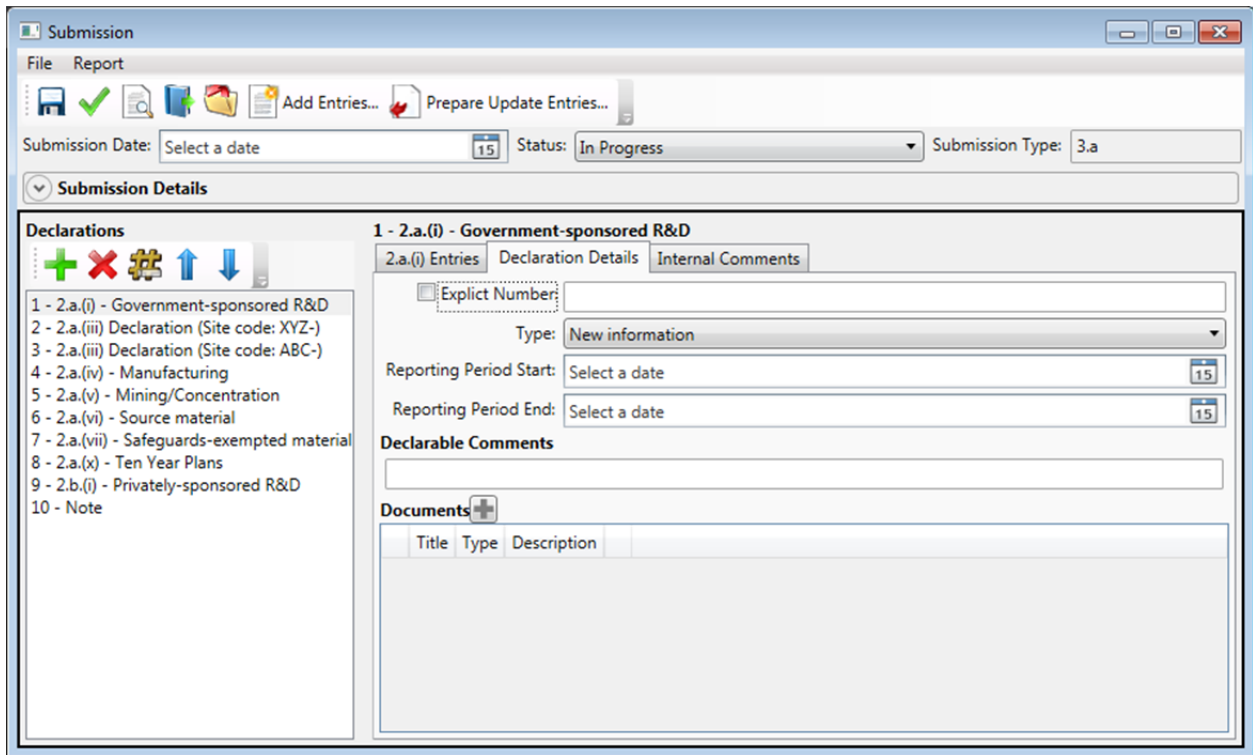 Submission
File Report
Add Entries... Prepare Update Entries...
Submission Date: Select a date 15 Status: In Progress Submission Type: 3.a
Submission Details
Declarations
1 - 2.a.(i) - Government-sponsored R&D
2 - 2.a.(iii) Declaration (Site code: XYZ-)
3 - 2.a.(iii) Declaration (Site code: ABC-)
4 - 2.a.(iv) - Manufacturing
5 - 2.a.(v) - Mining/Concentration
6 - 2.a.(vi) - Source material
7 - 2.a.(vii) - Safeguards-exempted material
8 - 2.a.(x) - Ten Year Plans
9 - 2.b.(i) - Privately-sponsored R&D
10 - Note
1 - 2.a.(i) - Government-sponsored R&D
2.a.(i) Entries Declaration Details Internal Comments
Explict Number
Type: New information
Reporting Period Start: Select a date 15
Reporting Period End: Select a date 15
Declarable Comments
Documents
Title Type Description